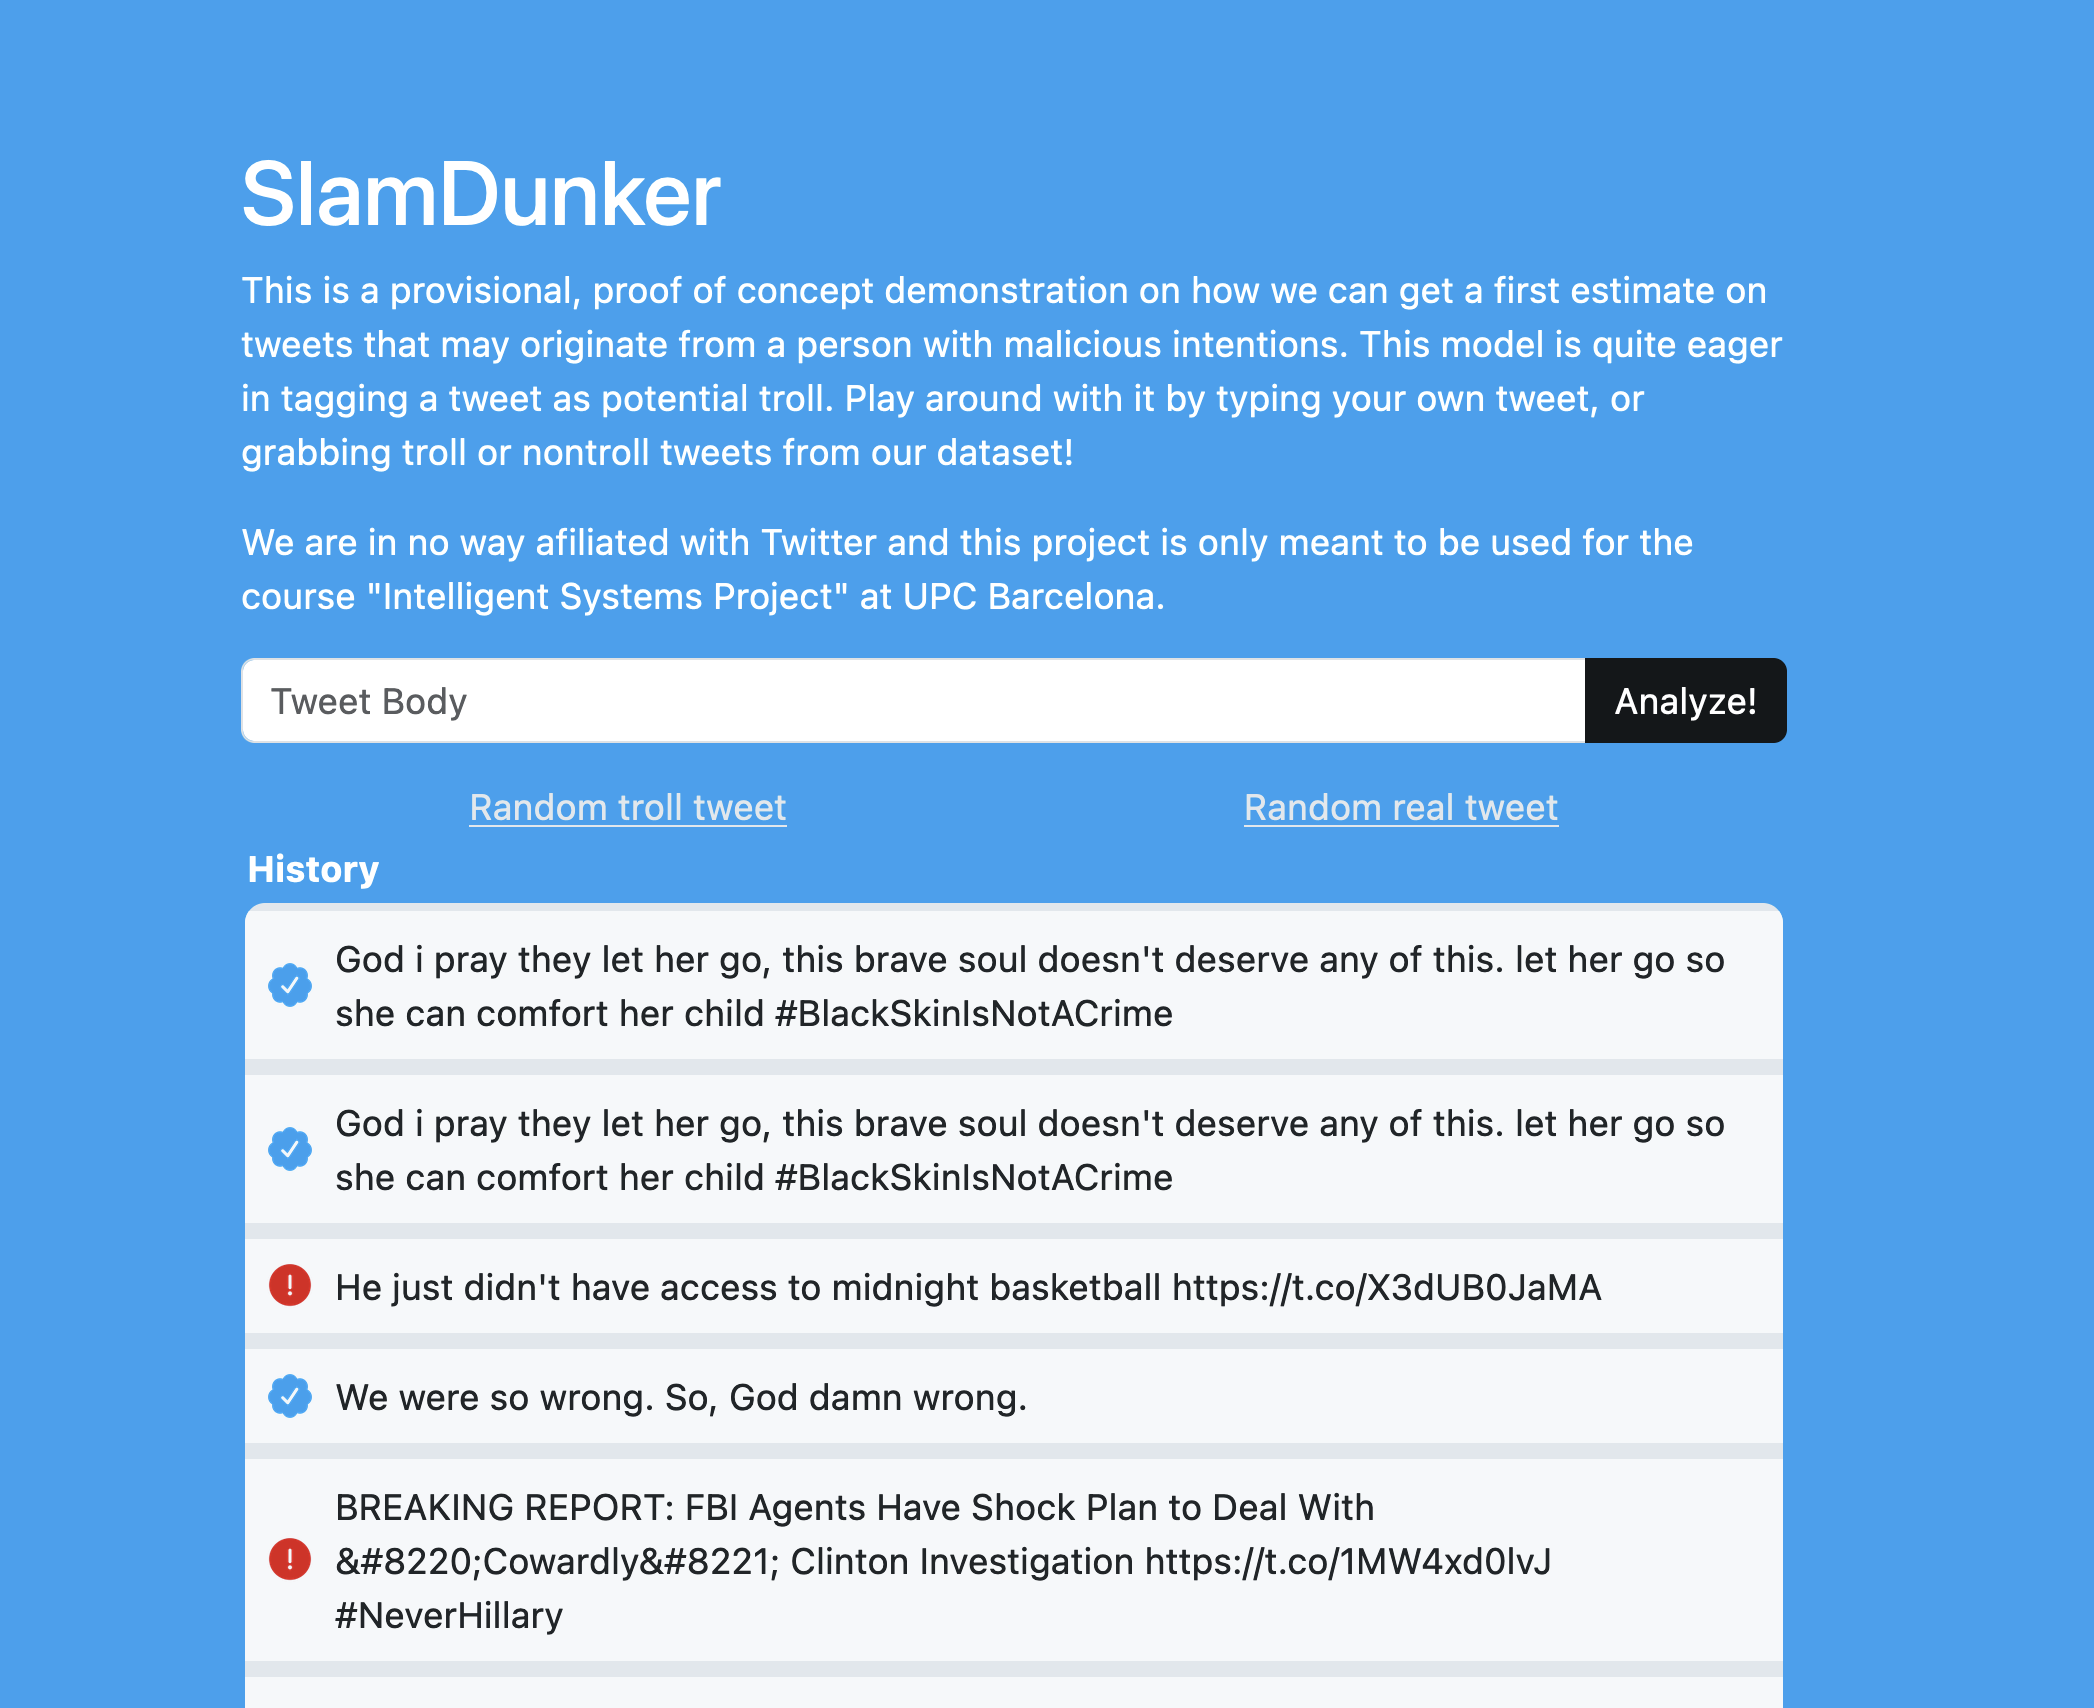 SlamDunker
This is a provisional, proof of concept demonstration on how we can get a first estimate on
tweets that may originate from a person with malicious intentions. This model is quite eager
in tagging a tweet as potential troll. Play around with it by typing your own tweet, or
grabbing troll or nontroll tweets from our dataset!
We are in no way afiliated with Twitter and this project is only meant to be used for the
course "Intelligent Systems Project" at UPC Barcelona.
Tweet Body
Analyze!
Random troll tweet
Random real tweet
History
God i pray they let her go, this brave soul doesn't deserve any of this. let her go so
she can comfort her child #BlackSkinIsNotACrime
God i pray they let her go, this brave soul doesn't deserve any of this. let her go so
she can comfort her child #BlackSkinIsNotACrime
He just didn't have access to midnight basketball https://t.co/X3dUB0JaMA
We were so wrong. So, God damn wrong.
BREAKING REPORT: FBI Agents Have Shock Plan to Deal With
&#8220;Cowardly&#8221; Clinton Investigation https://t.co/1MW4xd0lvJ
#NeverHillary